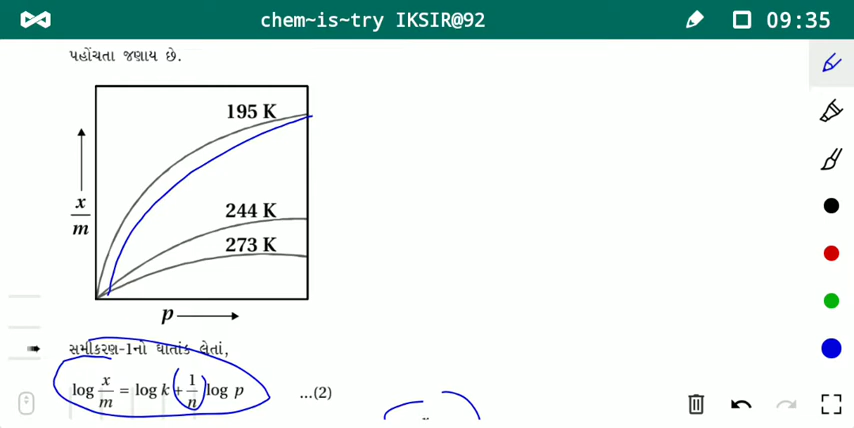 chem~is~try IKSIR@92
09:35
પહોંચતા જણાય છે.
195 K
x/m
244 K
273 K
p
સમીકરણ-1નો ઘાતાંક લેતાં,
log x/m = log k + 1/n log p ...(2)